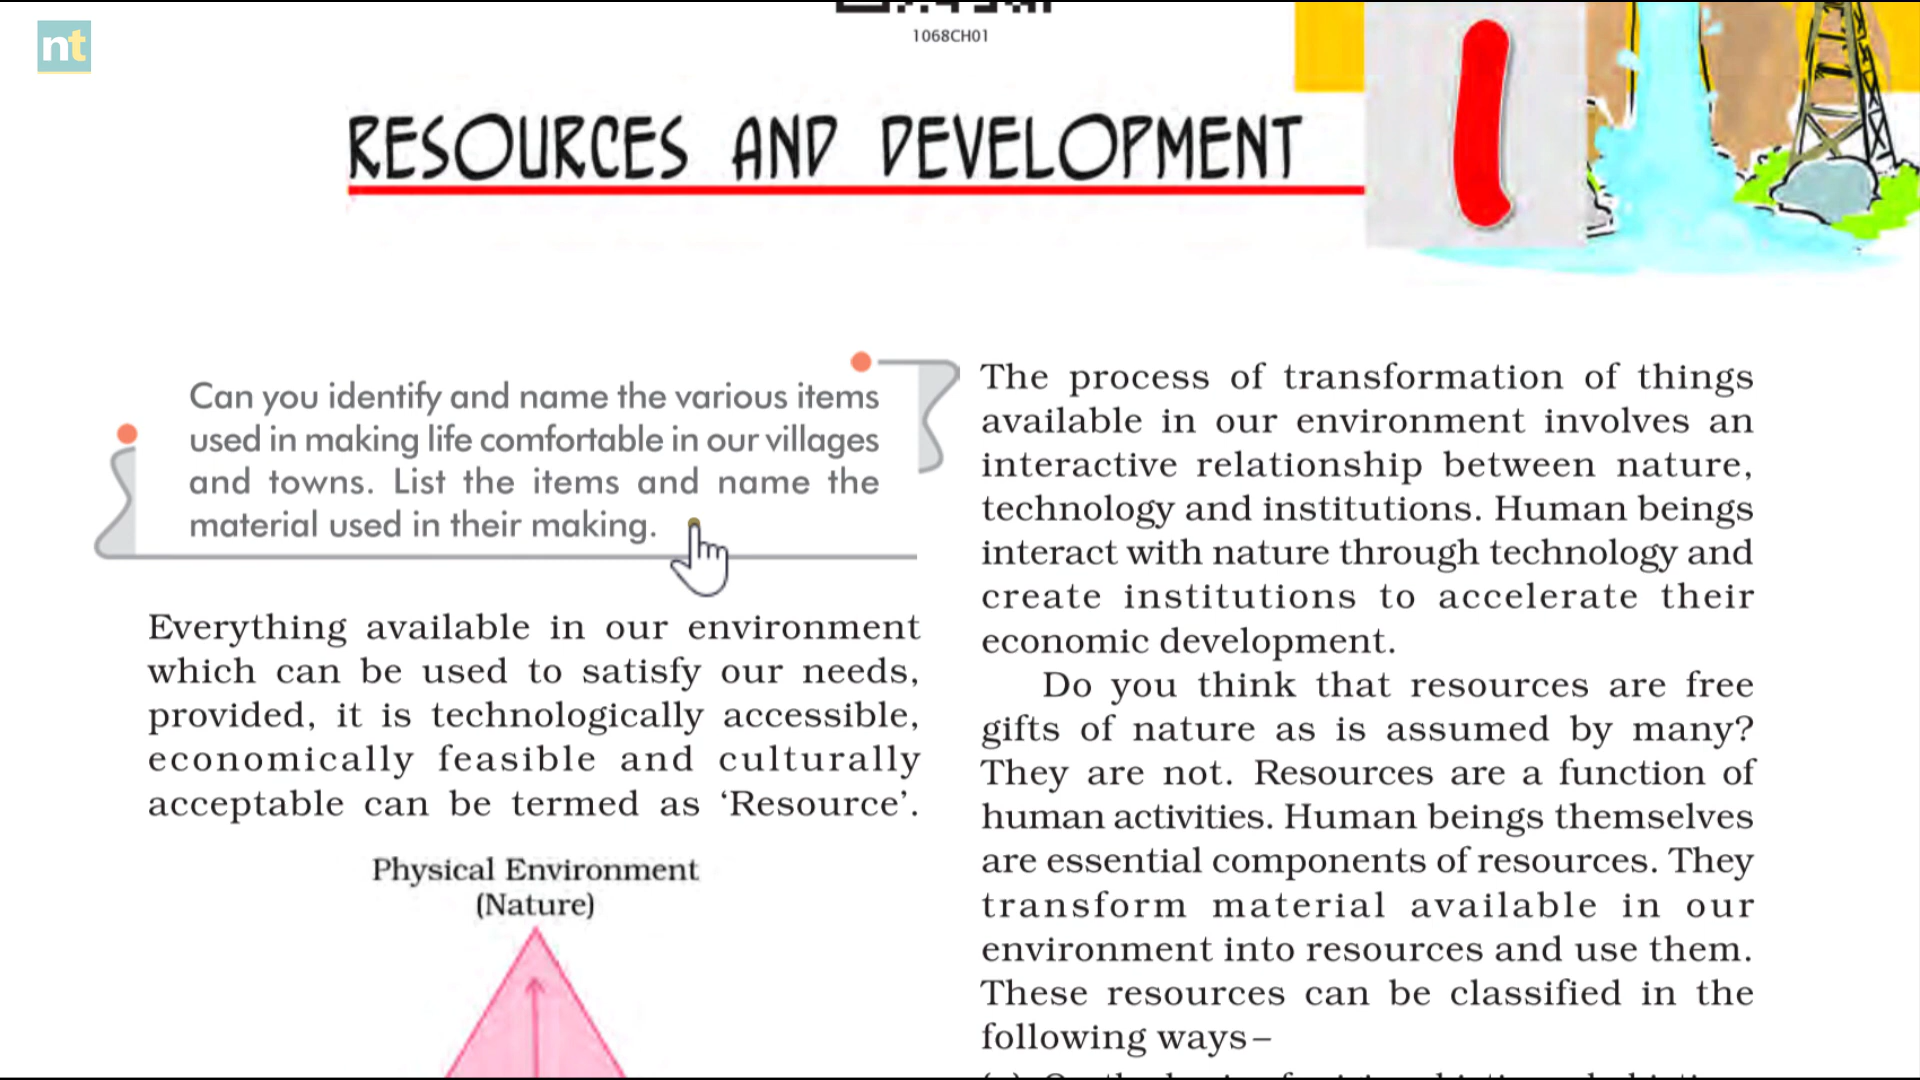 nt
1068CH01
RESOURCES AND DEVELOPMENT
1
Can you identify and name the various items
used in making life comfortable in our villages
and towns. List the items and name the
material used in their making.
Everything available in our environment
which can be used to satisfy our needs,
provided, it is technologically accessible,
economically feasible and culturally
acceptable can be termed as ‘Resource’.
Physical Environment
(Nature)
The process of transformation of things
available in our environment involves an
interactive relationship between nature,
technology and institutions. Human beings
interact with nature through technology and
create institutions to accelerate their
economic development.
Do you think that resources are free
gifts of nature as is assumed by many?
They are not. Resources are a function of
human activities. Human beings themselves
are essential components of resources. They
transform material available in our
environment into resources and use them.
These resources can be classified in the
following ways–